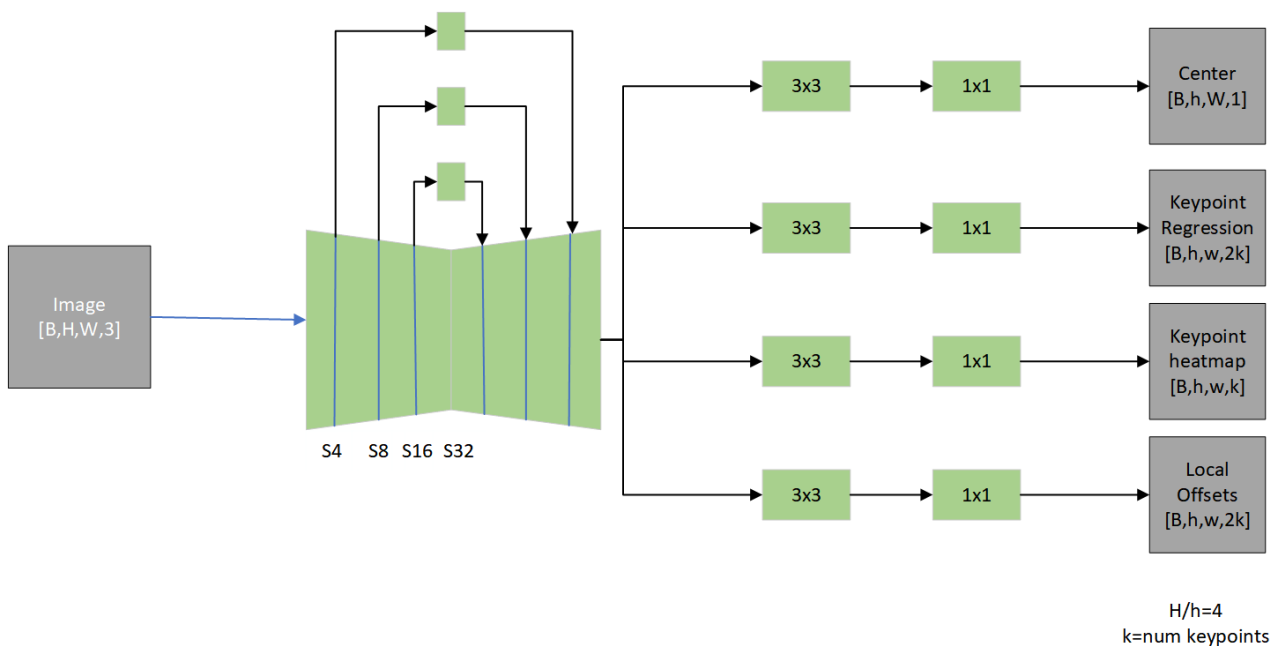 Image
[B,H,W,3]
S4
S8
S16
S32
3x3
1x1
Center
[B,h,W,1]
3x3
1x1
Keypoint
Regression
[B,h,w,2k]
3x3
1x1
Keypoint
heatmap
[B,h,w,k]
3x3
1x1
Local
Offsets
[B,h,w,2k]
H/h=4
k=num keypoints